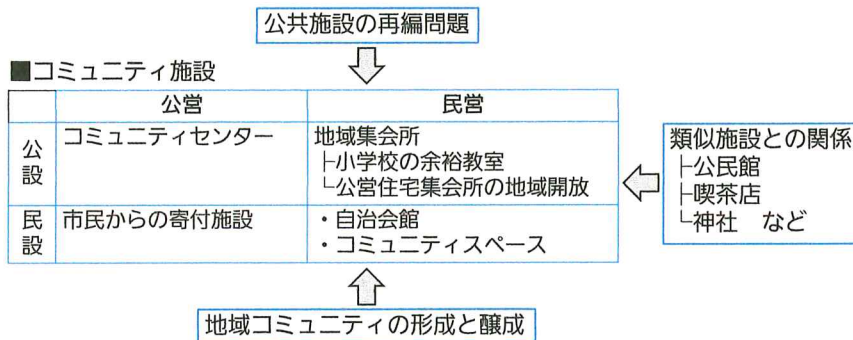 公共施設の再編問題
■コミュニティ施設
公営 民営
公設 コミュニティセンター 地域集会所
├小学校の余裕教室
└公営住宅集会所の地域開放
民設 市民からの寄付施設 ・自治会館
・コミュニティスペース
類似施設との関係
├公民館
├喫茶店
└神社　など
地域コミュニティの形成と醸成